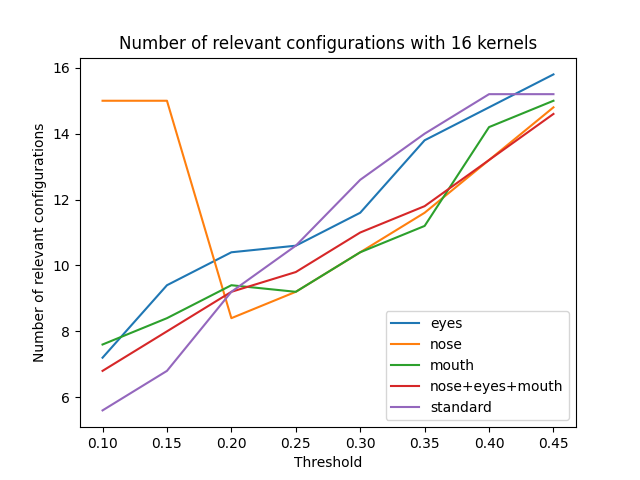 Number of relevant configurations with 16 kernels
Number of relevant configurations
16
14
12
10
8
6
0.10 0.15 0.20 0.25 0.30 0.35 0.40 0.45
Threshold
eyes
nose
mouth
nose+eyes+mouth
standard